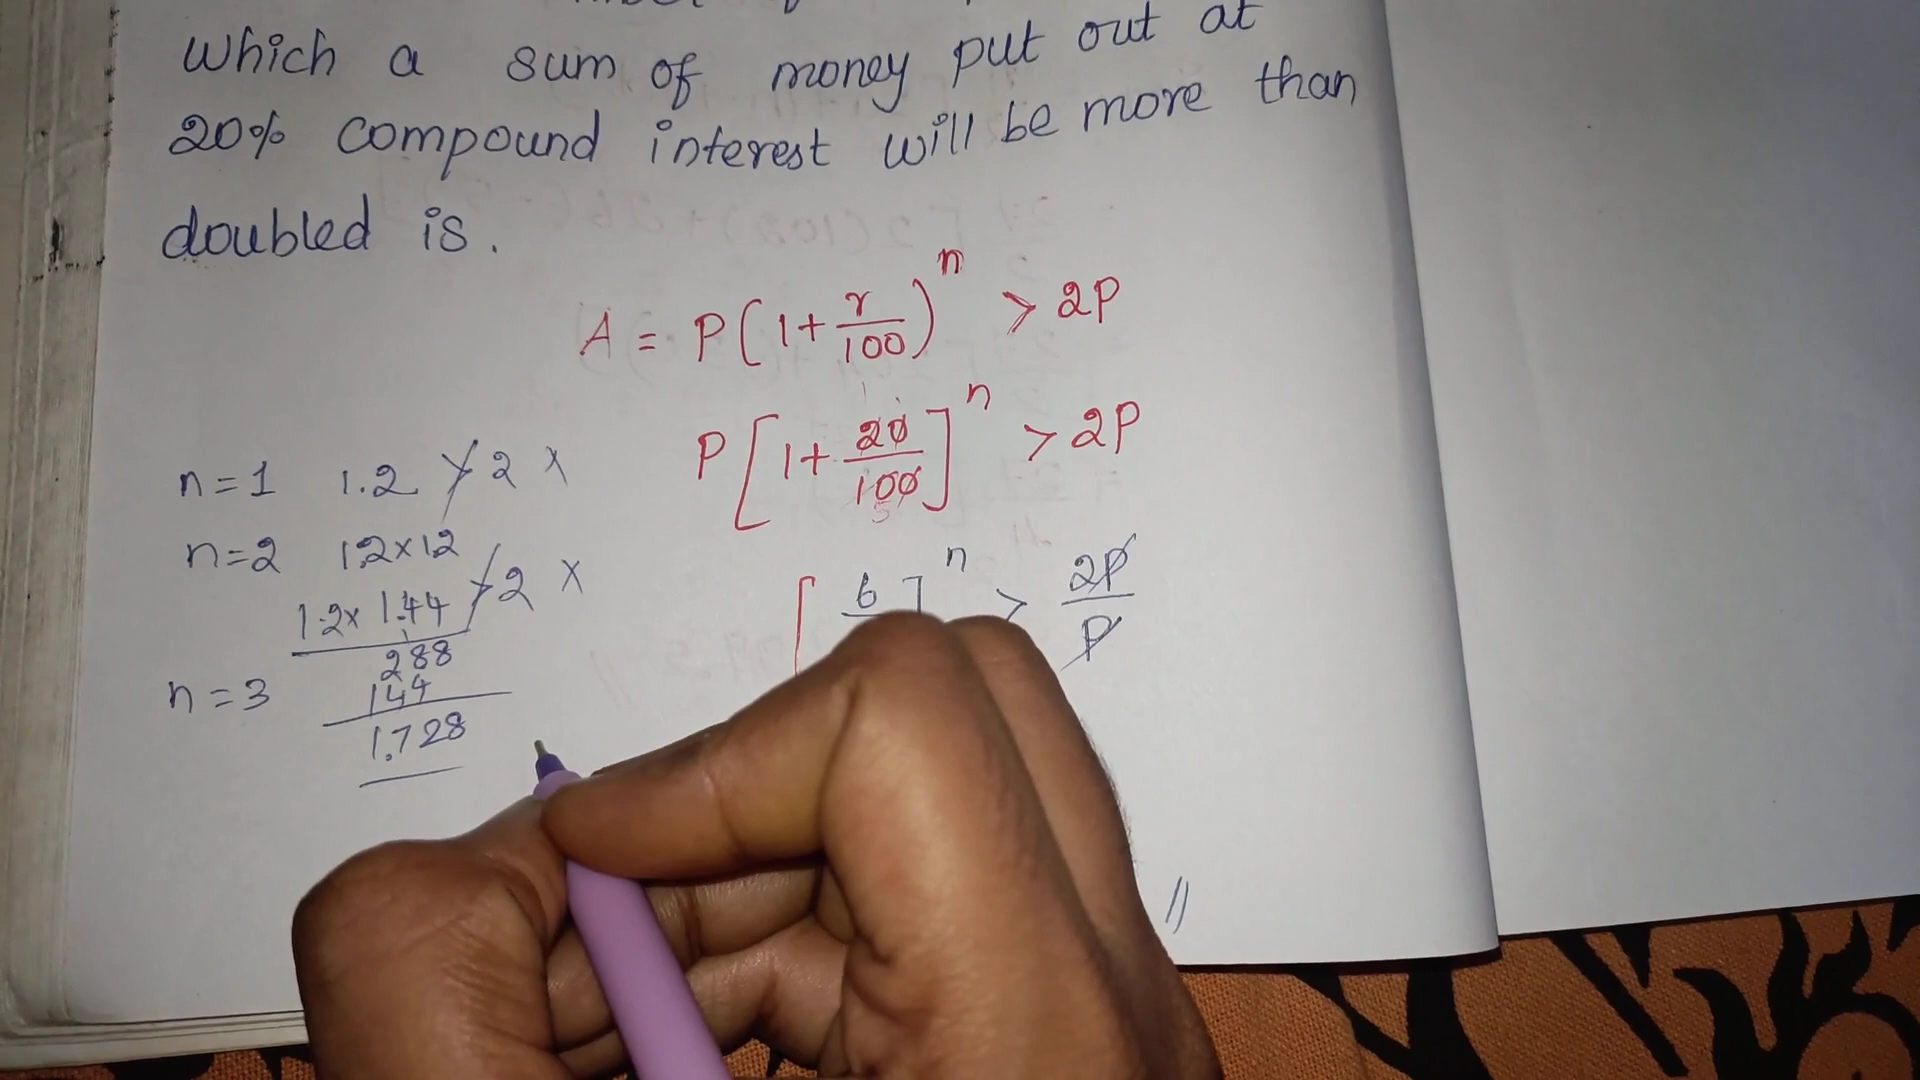 which a sum of money put out at
20% compound interest will be more than
doubled is.
A = P(1+r/100)^n > 2P
P[1+20/100]^n > 2P
5
[6]^n > 2P/P
n=1 1.2 > 2 ×
n=2 1.2×1.2
1.2× 1.44 > 2 ×
288
n=3 144
1.728
//